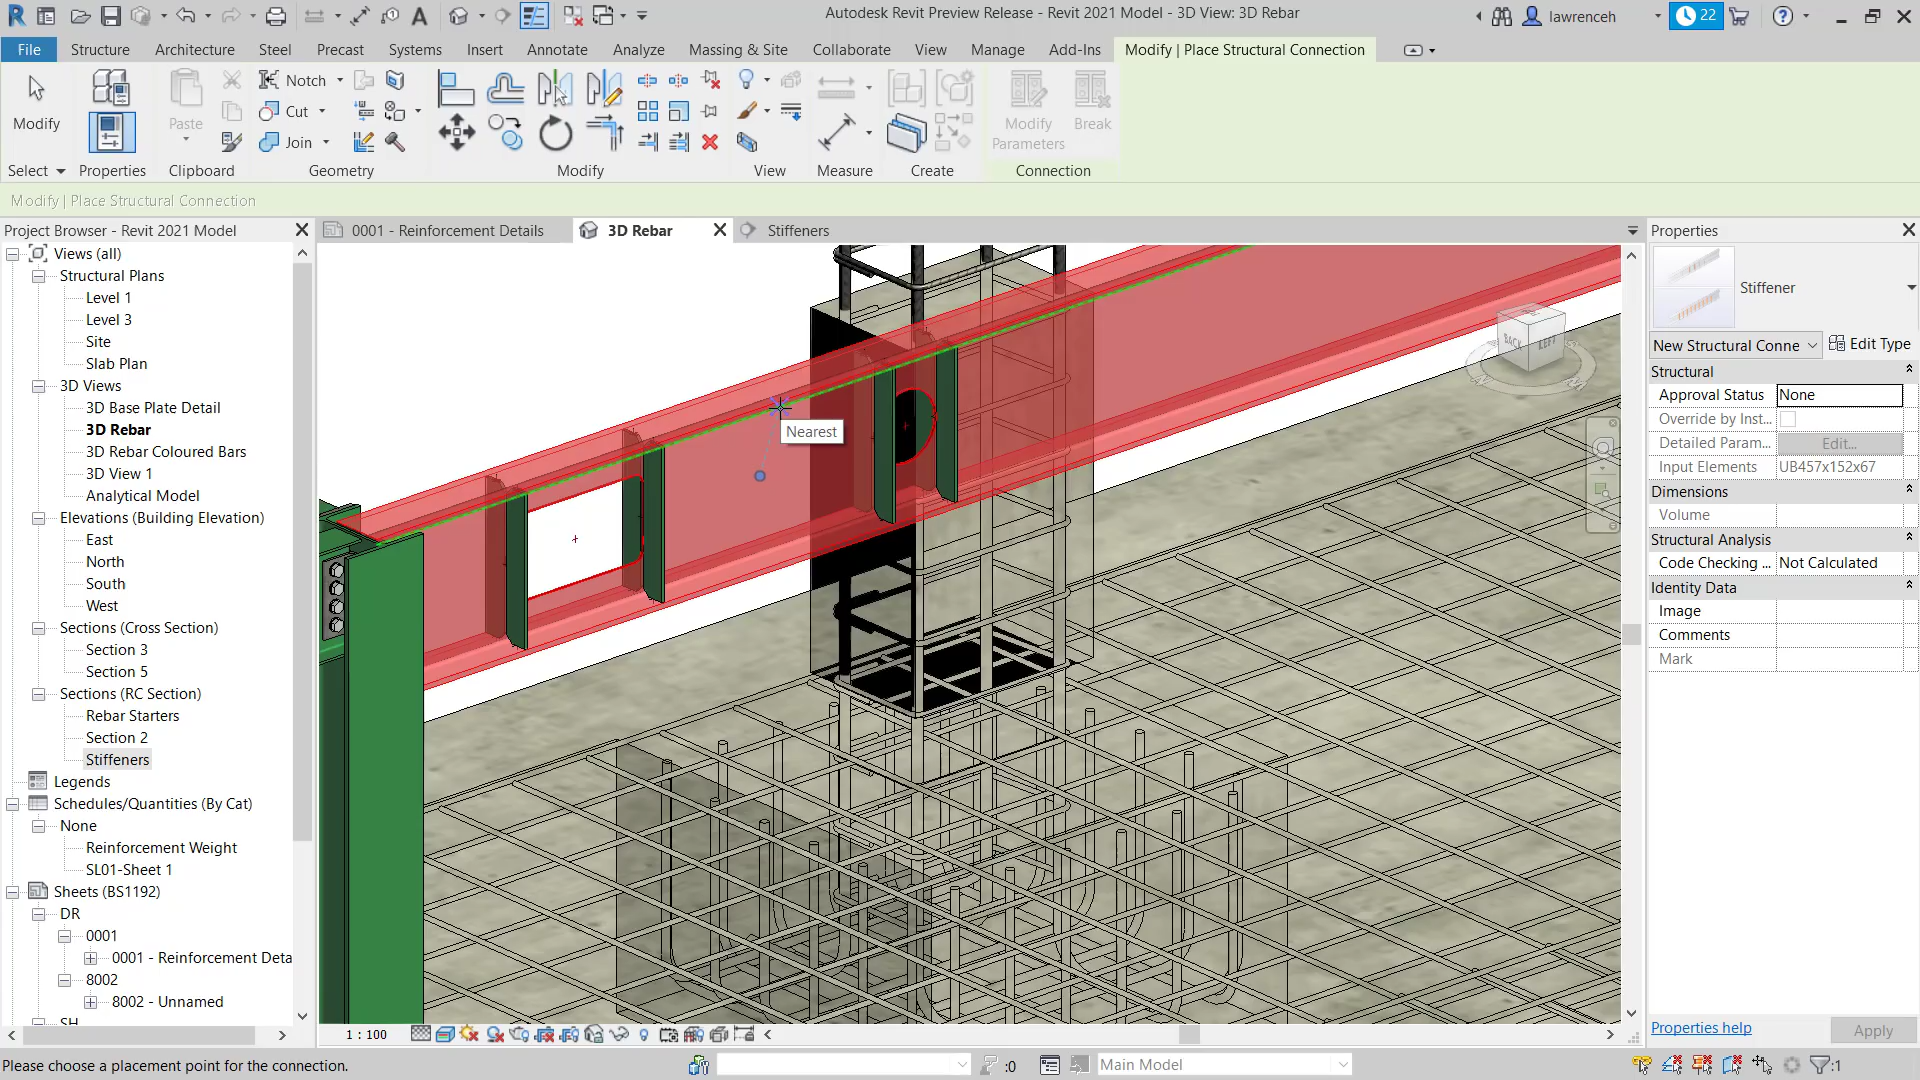 Autodesk Revit Preview Release - Revit 2021 Model - 3D View: 3D Rebar
lawrenceh
22
File
Structure
Architecture
Steel
Precast
Systems
Insert
Annotate
Analyze
Massing & Site
Collaborate
View
Manage
Add-Ins
Modify | Place Structural Connection
Modify
Paste
Notch
Cut
Join
Modify
Parameters
Break
Select
Properties
Clipboard
Geometry
Modify
View
Measure
Create
Connection
Modify | Place Structural Connection
Project Browser - Revit 2021 Model
Views (all)
Structural Plans
Level 1
Level 3
Site
Slab Plan
3D Views
3D Base Plate Detail
3D Rebar
3D Rebar Coloured Bars
3D View 1
Analytical Model
Elevations (Building Elevation)
East
North
South
West
Sections (Cross Section)
Section 3
Section 5
Sections (RC Section)
Rebar Starters
Section 2
Stiffeners
Legends
Schedules/Quantities (By Cat)
None
Reinforcement Weight
SL01-Sheet 1
Sheets (BS1192)
DR
0001
0001 - Reinforcement Deta
8002
8002 - Unnamed
SH
0001 - Reinforcement Details
3D Rebar
Stiffeners
Nearest
BACK
LEFT
1 : 100
Properties
Stiffener
New Structural Conne
Edit Type
Structural
Approval Status
None
Override by Inst...
Detailed Param...
Edit...
Input Elements
UB457x152x67
Dimensions
Volume
Structural Analysis
Code Checking ...
Not Calculated
Identity Data
Image
Comments
Mark
Properties help
Apply
Please choose a placement point for the connection.
:0
Main Model
:1